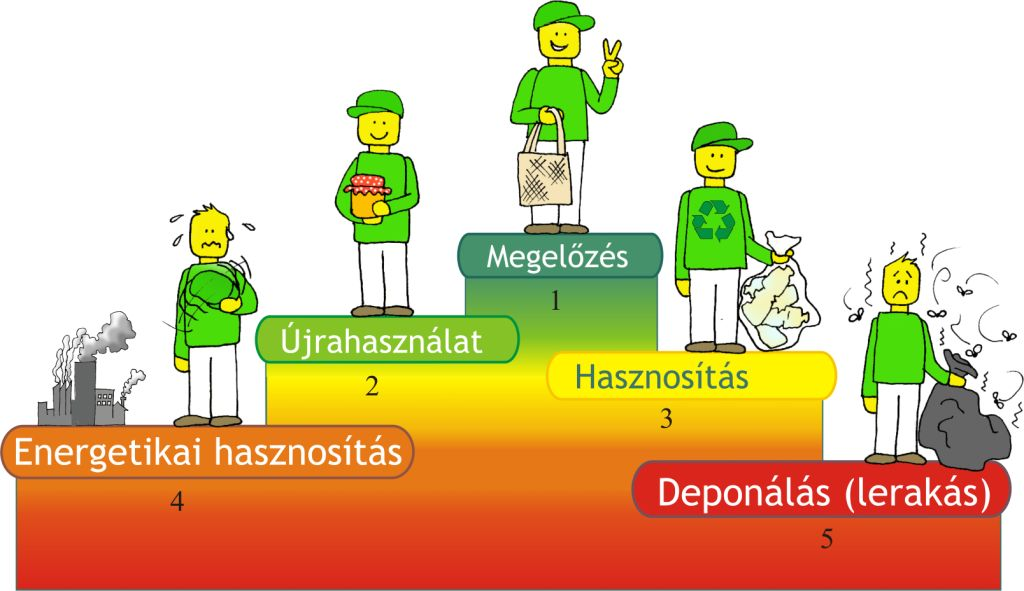 Megelőzés
1
Újrahasználat
2
Hasznosítás
3
Energetikai hasznosítás
4
Deponálás (lerakás)
5